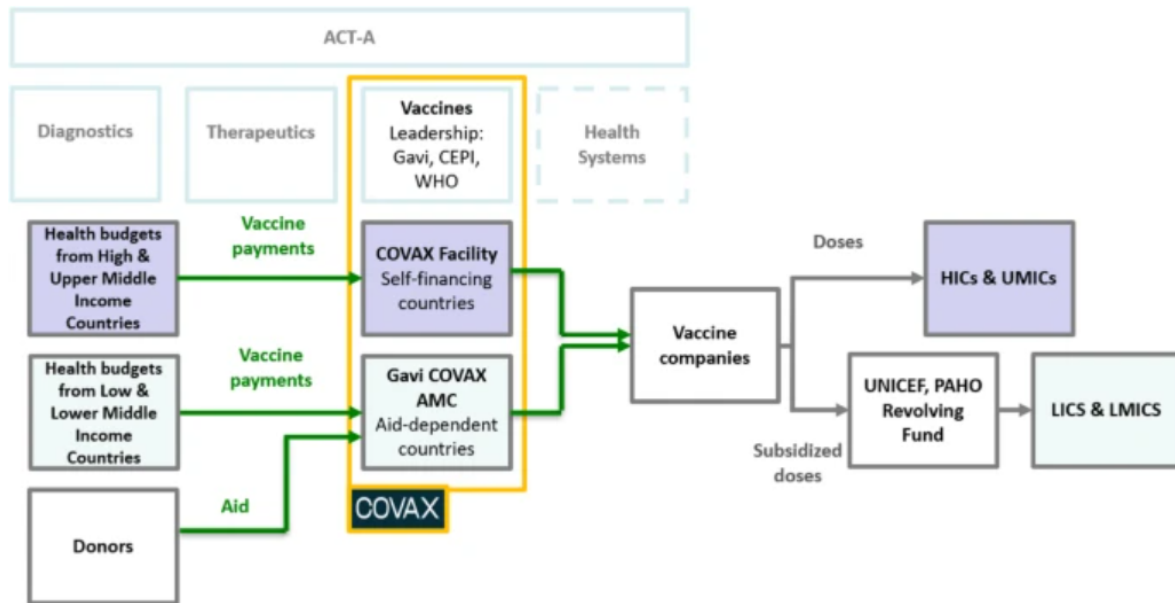 ACT-A
Diagnostics
Therapeutics
Vaccines
Leadership:
Gavi, CEPI,
WHO
Health
Systems
Health budgets
from High &
Upper Middle
Income
Countries
Vaccine
payments
COVAX Facility
Self-financing
countries
Doses
HICs & UMICs
Vaccine
companies
Health budgets
from Low &
Lower Middle
Income
Countries
Vaccine
payments
Gavi COVAX
AMC
Aid-dependent
countries
UNICEF, PAHO
Revolving
Fund
LICS & LMICS
Subsidized
doses
Donors
Aid
COVAX